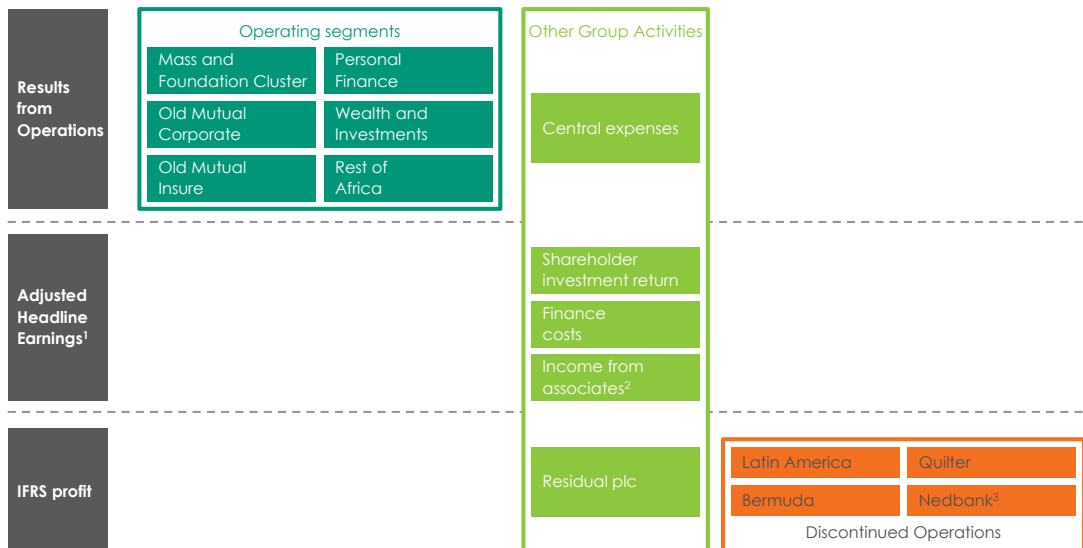 Operating segments
Other Group Activities
Results
from
Operations
Mass and
Foundation Cluster
Personal
Finance
Old Mutual
Corporate
Wealth and
Investments
Old Mutual
Insure
Rest of
Africa
Central expenses
Adjusted
Headline
Earnings¹
Shareholder
investment return
Finance
costs
Income from
associates²
IFRS profit
Residual plc
Latin America
Quilter
Bermuda
Nedbank³
Discontinued Operations